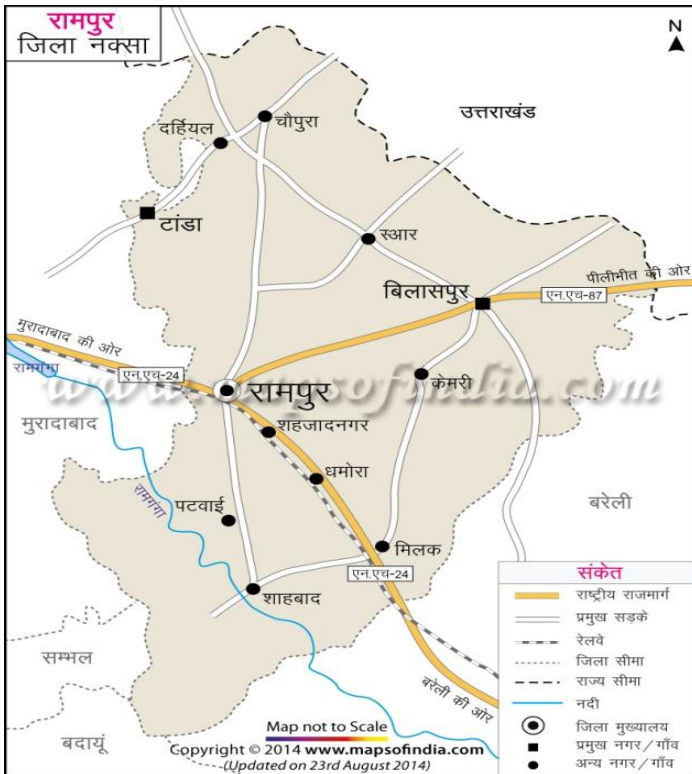 रामपुर
जिला नक्सा
N
उत्तराखंड
चौपुरा
दर्हियल
टांडा
स्आर
पीलीभीत की ओर
बिलासपुर
एन.एच-87
मुरादाबाद की ओर
रामगंगा
एन.एच-24
रामपुर
केमरी
www.mapsofindia.com
मुरादाबाद
शहजादनगर
धमोरा
रामगंगा
पटवाई
बरेली
मिलक
एन.एच-24
शाहबाद
सम्भल
बदायूं
बरेली की ओर
संकेत
राष्ट्रीय राजमार्ग
प्रमुख सड़के
रेलवे
जिला सीमा
राज्य सीमा
नदी
जिला मुख्यालय
प्रमुख नगर/गाँव
अन्य नगर/गाँव
Map not to Scale
Copyright © 2014 www.mapsofindia.com
(Updated on 23rd August 2014)